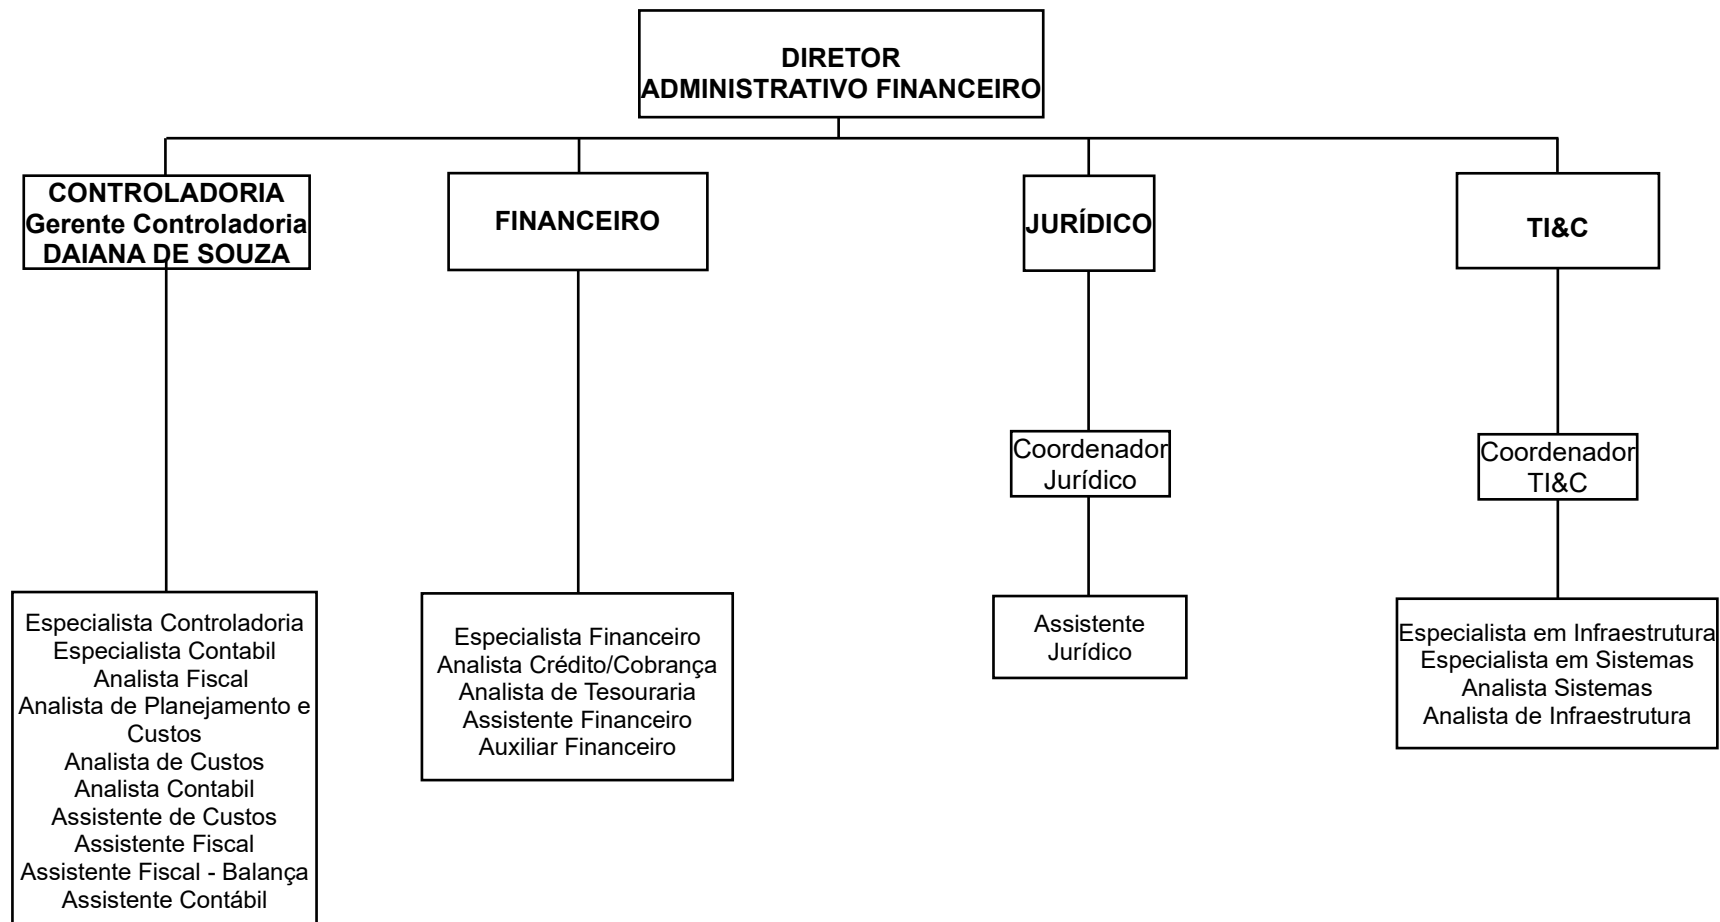 DIRETOR
ADMINISTRATIVO FINANCEIRO
CONTROLADORIA
Gerente Controladoria
DAIANA DE SOUZA
FINANCEIRO
JURÍDICO
TI&C
Coordenador
Jurídico
Coordenador
TI&C
Especialista Controladoria
Especialista Contabil
Analista Fiscal
Analista de Planejamento e
Custos
Analista de Custos
Analista Contabil
Assistente de Custos
Assistente Fiscal
Assistente Fiscal - Balança
Assistente Contábil
Especialista Financeiro
Analista Crédito/Cobrança
Analista de Tesouraria
Assistente Financeiro
Auxiliar Financeiro
Assistente
Jurídico
Especialista em Infraestrutura
Especialista em Sistemas
Analista Sistemas
Analista de Infraestrutura